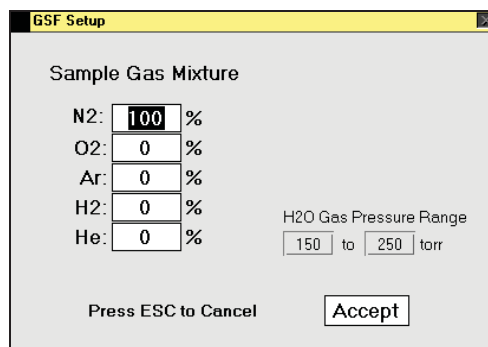 GSF Setup
Sample Gas Mixture
N2: 100 %
O2: 0 %
Ar: 0 %
H2: 0 %
He: 0 %
H2O Gas Pressure Range
150 to 250 torr
Press ESC to Cancel
Accept